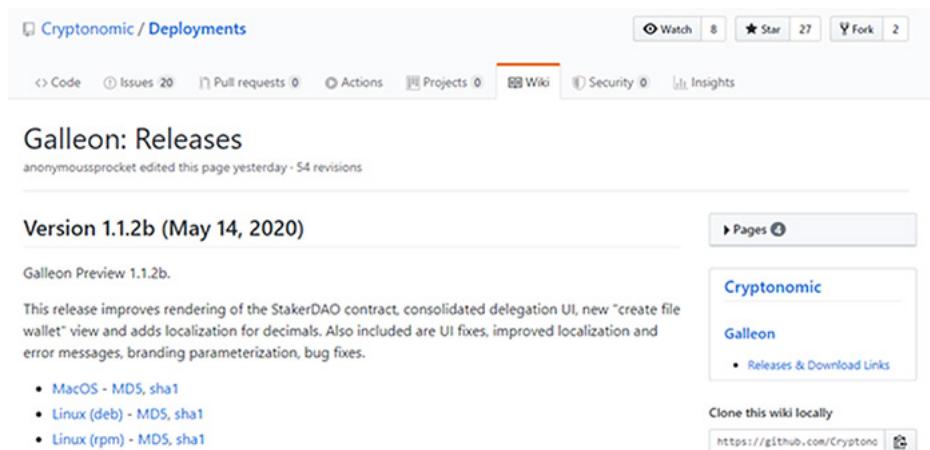 Cryptonomic / Deployments
Watch 8 Star 27 Fork 2
Code Issues 20 Pull requests 0 Actions Projects 0 Wiki Security 0 Insights
Galleon: Releases
anonymoussprocket edited this page yesterday · 54 revisions
Version 1.1.2b (May 14, 2020)
Galleon Preview 1.1.2b.
This release improves rendering of the StakerDAO contract, consolidated delegation UI, new "create file
wallet" view and adds localization for decimals. Also included are UI fixes, improved localization and
error messages, branding parameterization, bug fixes.
• MacOS - MD5, sha1
• Linux (deb) - MD5, sha1
• Linux (rpm) - MD5, sha1
Pages 4
Cryptonomic
Galleon
• Releases & Download Links
Clone this wiki locally
https://github.com/Cryptono